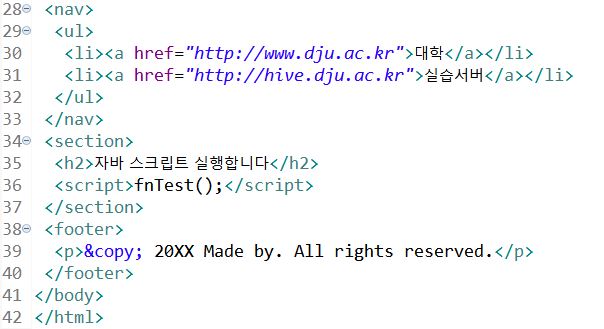 28 <nav>
29 <ul>
30 <li><a href="http://www.dju.ac.kr">대학</a></li>
31 <li><a href="http://hive.dju.ac.kr">실습서버</a></li>
32 </ul>
33 </nav>
34 <section>
35 <h2>자바 스크립트 실행합니다</h2>
36 <script>fnTest();</script>
37 </section>
38 <footer>
39 <p>&copy; 20XX Made by. All rights reserved.</p>
40 </footer>
41 </body>
42 </html>